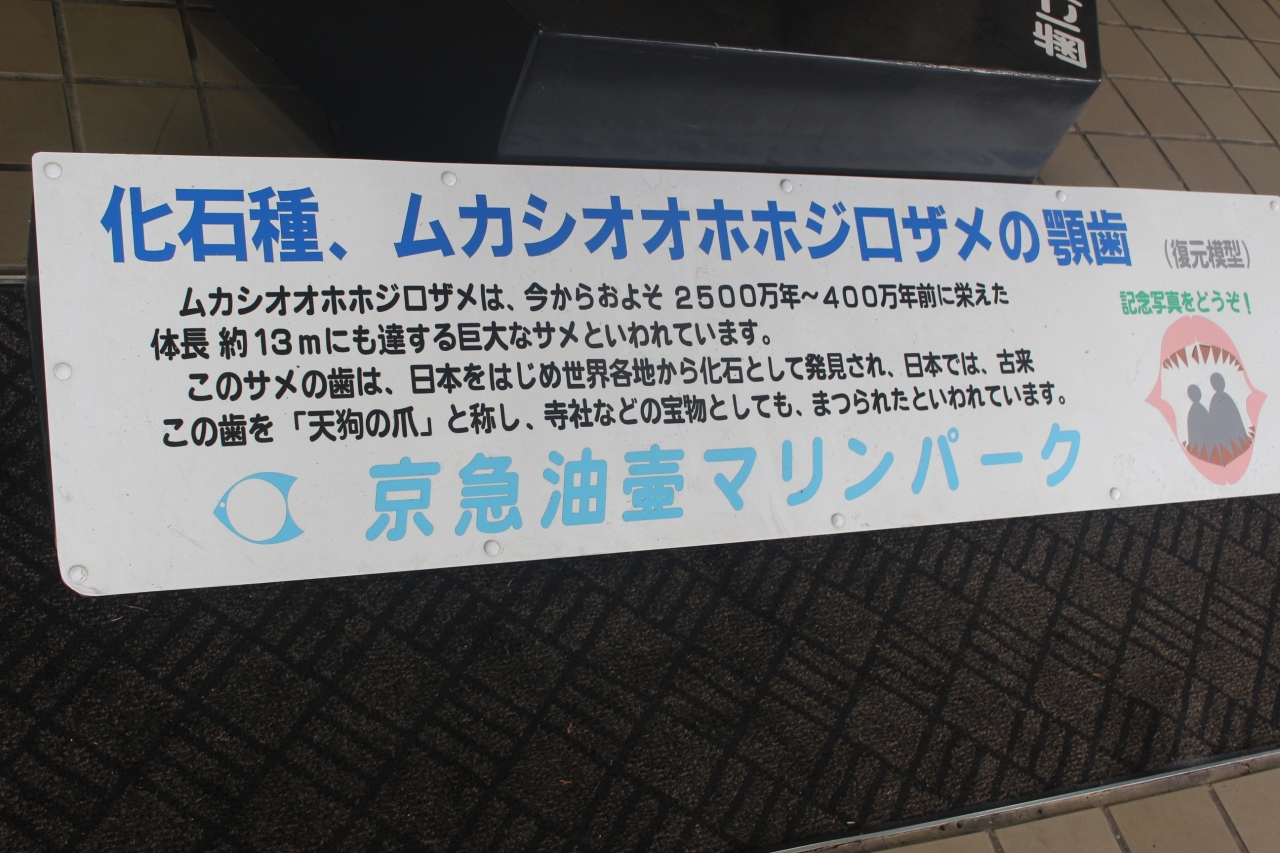 歯に
化石種、ムカシオオホホジロザメの顎歯 (復元模型)
記念写真をどうぞ！
ムカシオオホホジロザメは、今からおよそ 2500万年～400万年前に栄えた
体長 約13mにも達する巨大なサメといわれています。
このサメの歯は、日本をはじめ世界各地から化石として発見され、日本では、古来
この歯を「天狗の爪」と称し、寺社などの宝物としても、まつられたといわれています。
京急油壷マリンパーク